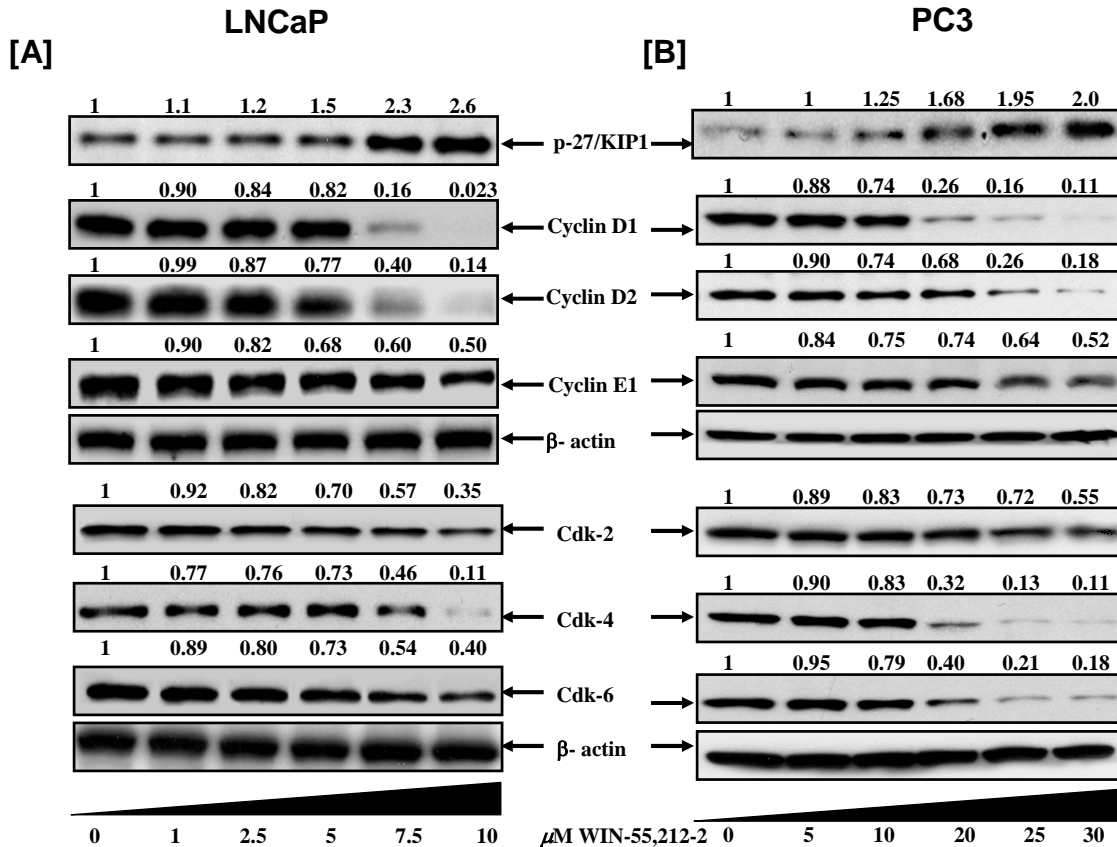 LNCaP PC3
[A] [B]
1 1.1 1.2 1.5 2.3 2.6 1 1 1.25 1.68 1.95 2.0
p-27/KIP1
1 0.90 0.84 0.82 0.16 0.023 1 0.88 0.74 0.26 0.16 0.11
Cyclin D1
1 0.99 0.87 0.77 0.40 0.14 1 0.90 0.74 0.68 0.26 0.18
Cyclin D2
1 0.90 0.82 0.68 0.60 0.50 1 0.84 0.75 0.74 0.64 0.52
Cyclin E1
β- actin
1 0.92 0.82 0.70 0.57 0.35 1 0.89 0.83 0.73 0.72 0.55
Cdk-2
1 0.77 0.76 0.73 0.46 0.11 1 0.90 0.83 0.32 0.13 0.11
Cdk-4
1 0.89 0.80 0.73 0.54 0.40 1 0.95 0.79 0.40 0.21 0.18
Cdk-6
β- actin
0 1 2.5 5 7.5 10 μM WIN-55,212-2 0 5 10 20 25 30